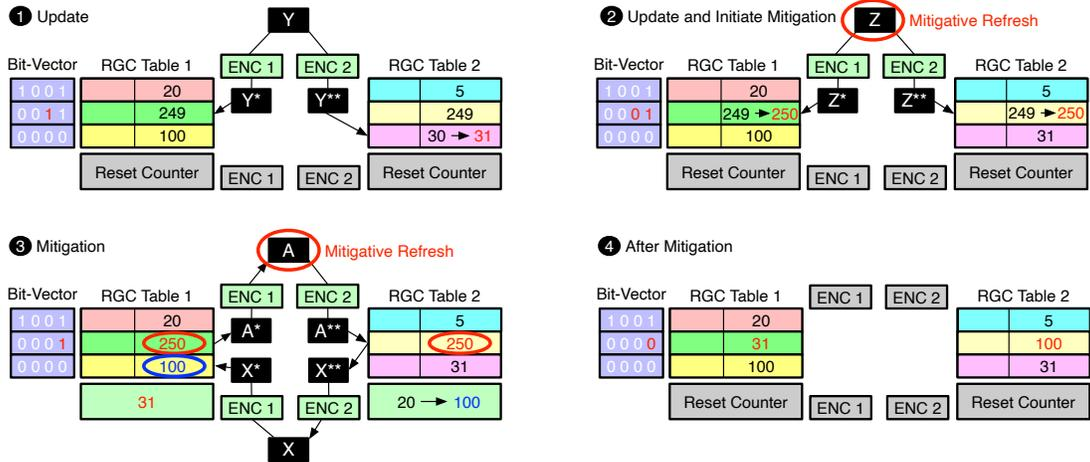 1 Update
Y
Bit-Vector
RGC Table 1
ENC 1
ENC 2
RGC Table 2
1 0 0 1
20
5
0 0 1 1
249
Y*
Y**
249
0 0 0 0
100
30 → 31
Reset Counter
ENC 1
ENC 2
Reset Counter
2 Update and Initiate Mitigation
Z
Mitigative Refresh
Bit-Vector
RGC Table 1
ENC 1
ENC 2
RGC Table 2
1 0 0 1
20
5
0 0 0 1
249 → 250
Z*
Z**
249 → 250
0 0 0 0
100
31
Reset Counter
ENC 1
ENC 2
Reset Counter
3 Mitigation
A
Mitigative Refresh
Bit-Vector
RGC Table 1
ENC 1
ENC 2
RGC Table 2
1 0 0 1
20
5
0 0 0 1
250
A*
A**
250
0 0 0 0
100
X*
X**
31
31
ENC 1
ENC 2
20 → 100
X
4 After Mitigation
Bit-Vector
RGC Table 1
ENC 1
ENC 2
RGC Table 2
1 0 0 1
20
5
0 0 0 0
31
100
0 0 0 0
100
31
Reset Counter
ENC 1
ENC 2
Reset Counter